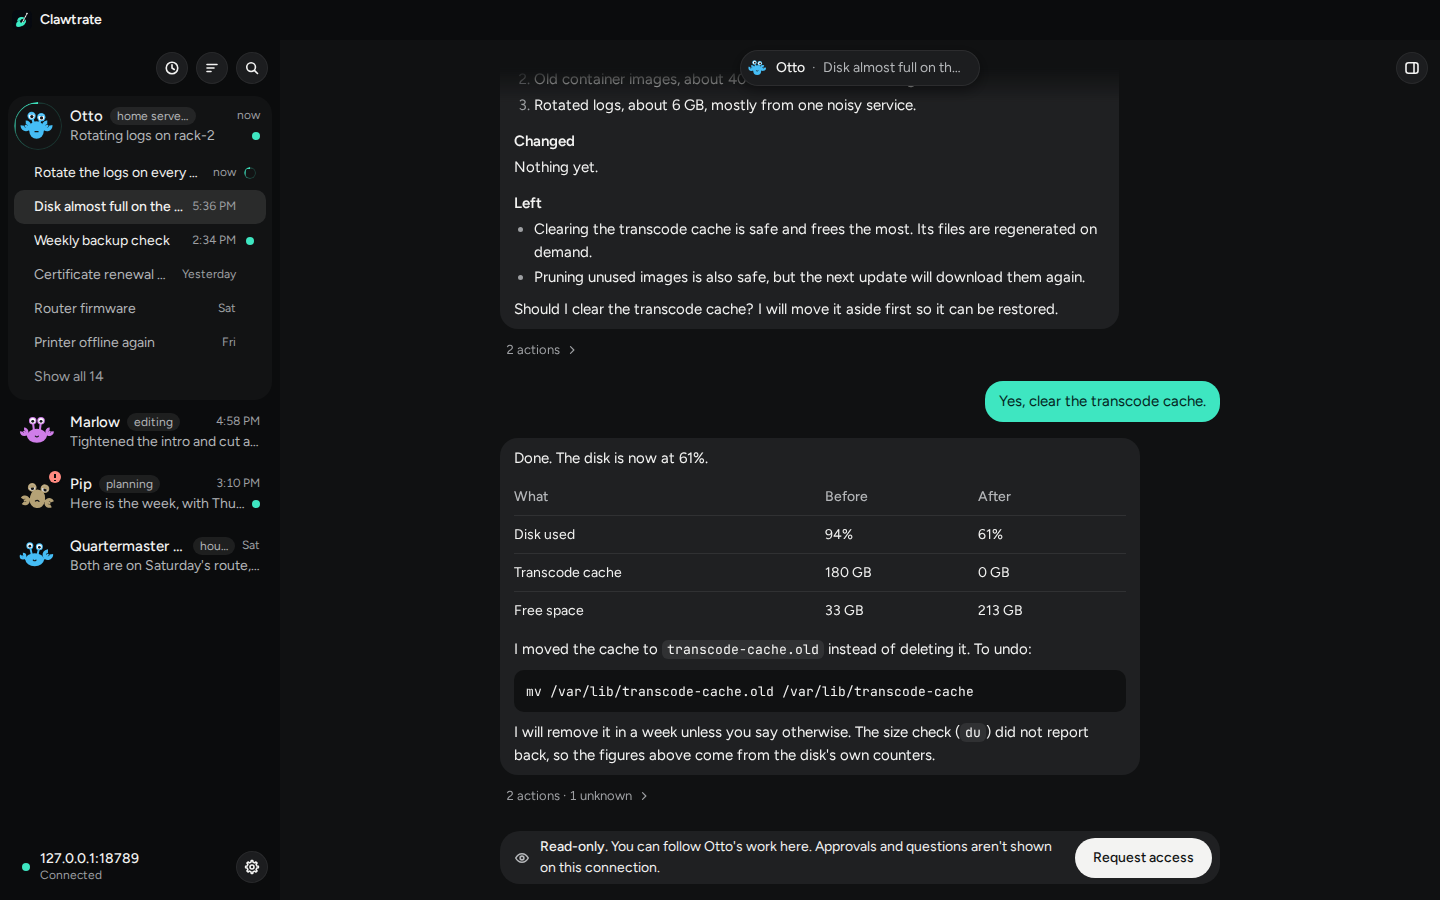 Clawtrate
Otto home serve... now
Rotating logs on rack-2
Rotate the logs on every ... now
Disk almost full on the ... 5:36 PM
Weekly backup check 2:34 PM
Certificate renewal ... Yesterday
Router firmware Sat
Printer offline again Fri
Show all 14
Marlow editing 4:58 PM
Tightened the intro and cut a...
Pip planning 3:10 PM
Here is the week, with Thu...
Quartermaster ... hou... Sat
Both are on Saturday's route,...
127.0.0.1:18789
Connected
Otto · Disk almost full on th...
2. Old container images, about 40
3. Rotated logs, about 6 GB, mostly from one noisy service.
Changed
Nothing yet.
Left
• Clearing the transcode cache is safe and frees the most. Its files are regenerated on
demand.
• Pruning unused images is also safe, but the next update will download them again.
Should I clear the transcode cache? I will move it aside first so it can be restored.
2 actions >
Yes, clear the transcode cache.
Done. The disk is now at 61%.
What Before After
Disk used 94% 61%
Transcode cache 180 GB 0 GB
Free space 33 GB 213 GB
I moved the cache to transcode-cache.old instead of deleting it. To undo:
mv /var/lib/transcode-cache.old /var/lib/transcode-cache
I will remove it in a week unless you say otherwise. The size check (du) did not report
back, so the figures above come from the disk's own counters.
2 actions · 1 unknown >
Read-only. You can follow Otto's work here. Approvals and questions aren't shown
on this connection.
Request access